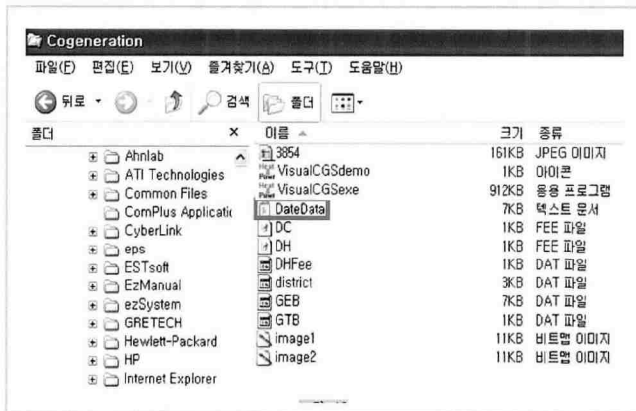 Cogeneration
파일(F) 편집(E) 보기(V) 즐겨찾기(A) 도구(T) 도움말(H)
뒤로 검색 폴더
폴더 × 이름 크기 종류
Ahnlab 3854 161KB JPEG 이미지
ATI Technologies VisualCGSdemo 1KB 아이콘
Common Files VisualCGSexe 912KB 응용 프로그램
ComPlus Applicatic DateData 7KB 텍스트 문서
CyberLink DC 1KB FEE 파일
eps DH 1KB FEE 파일
ESTsoft DHFee 1KB DAT 파일
EzManual district 3KB DAT 파일
ezSystem GEB 7KB DAT 파일
GRETECH GTB 1KB DAT 파일
Hewlett-Packard image1 11KB 비트맵 이미지
HP image2 11KB 비트맵 이미지
Internet Explorer